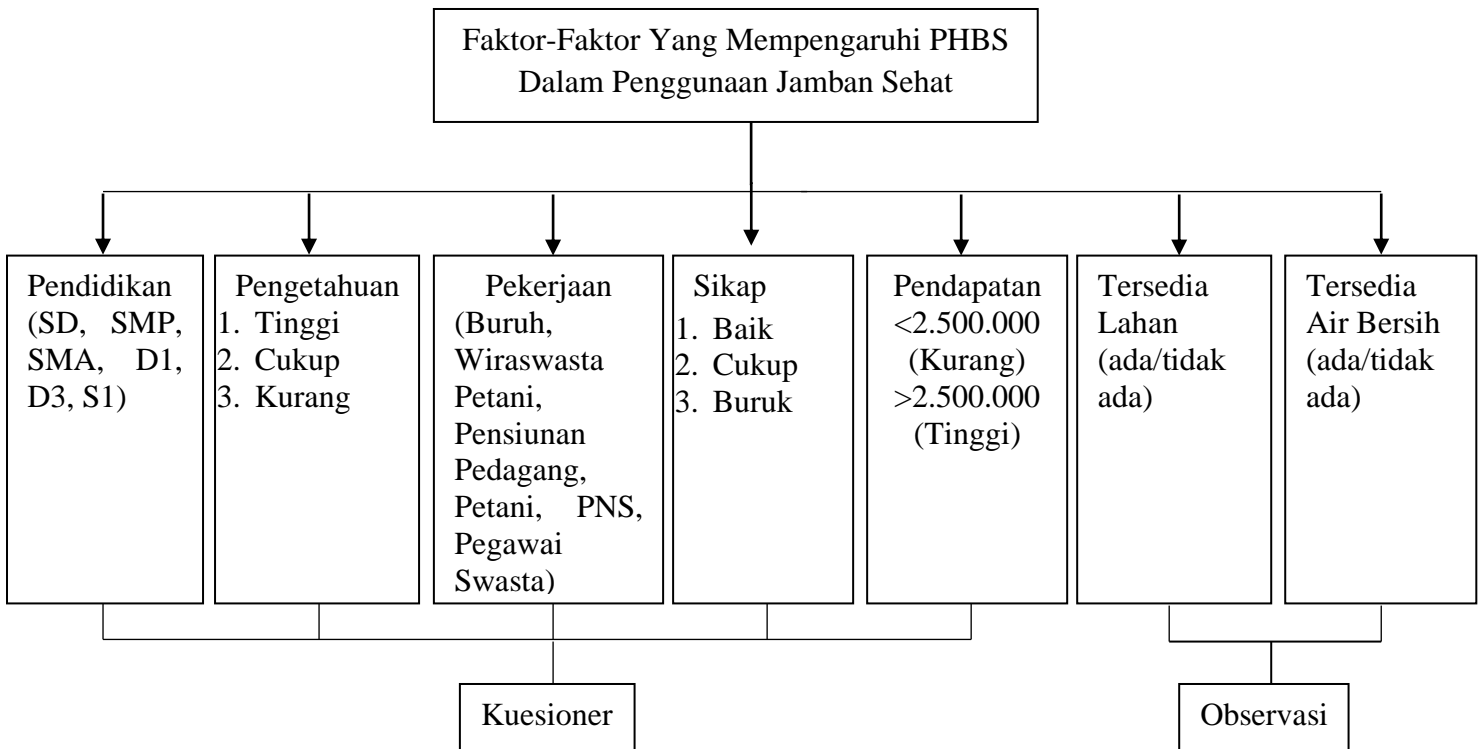 Faktor-Faktor Yang Mempengaruhi PHBS
Dalam Penggunaan Jamban Sehat
Pendidikan
(SD, SMP,
SMA, D1,
D3, S1)
Pengetahuan
1. Tinggi
2. Cukup
3. Kurang
Pekerjaan
(Buruh,
Wiraswasta
Petani,
Pensiunan
Pedagang,
Petani, PNS,
Pegawai
Swasta)
Sikap
1. Baik
2. Cukup
3. Buruk
Pendapatan
<2.500.000
(Kurang)
>2.500.000
(Tinggi)
Tersedia
Lahan
(ada/tidak
ada)
Tersedia
Air Bersih
(ada/tidak
ada)
Kuesioner
Observasi